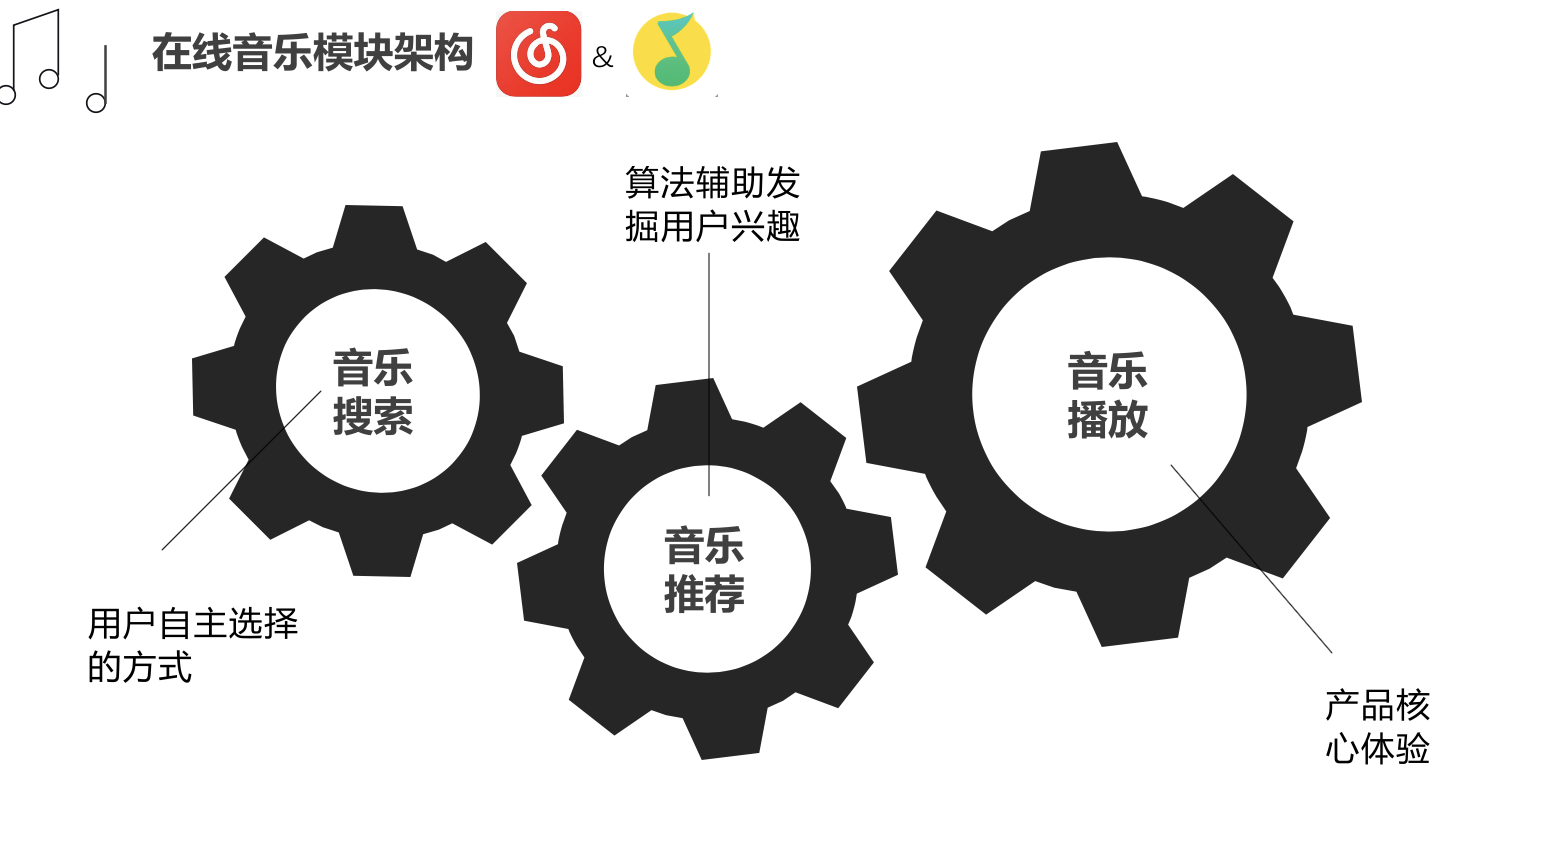 在线音乐模块架构 &
算法辅助发
掘用户兴趣
音乐
搜索
音乐
播放
音乐
推荐
用户自主选择
的方式
产品核
心体验